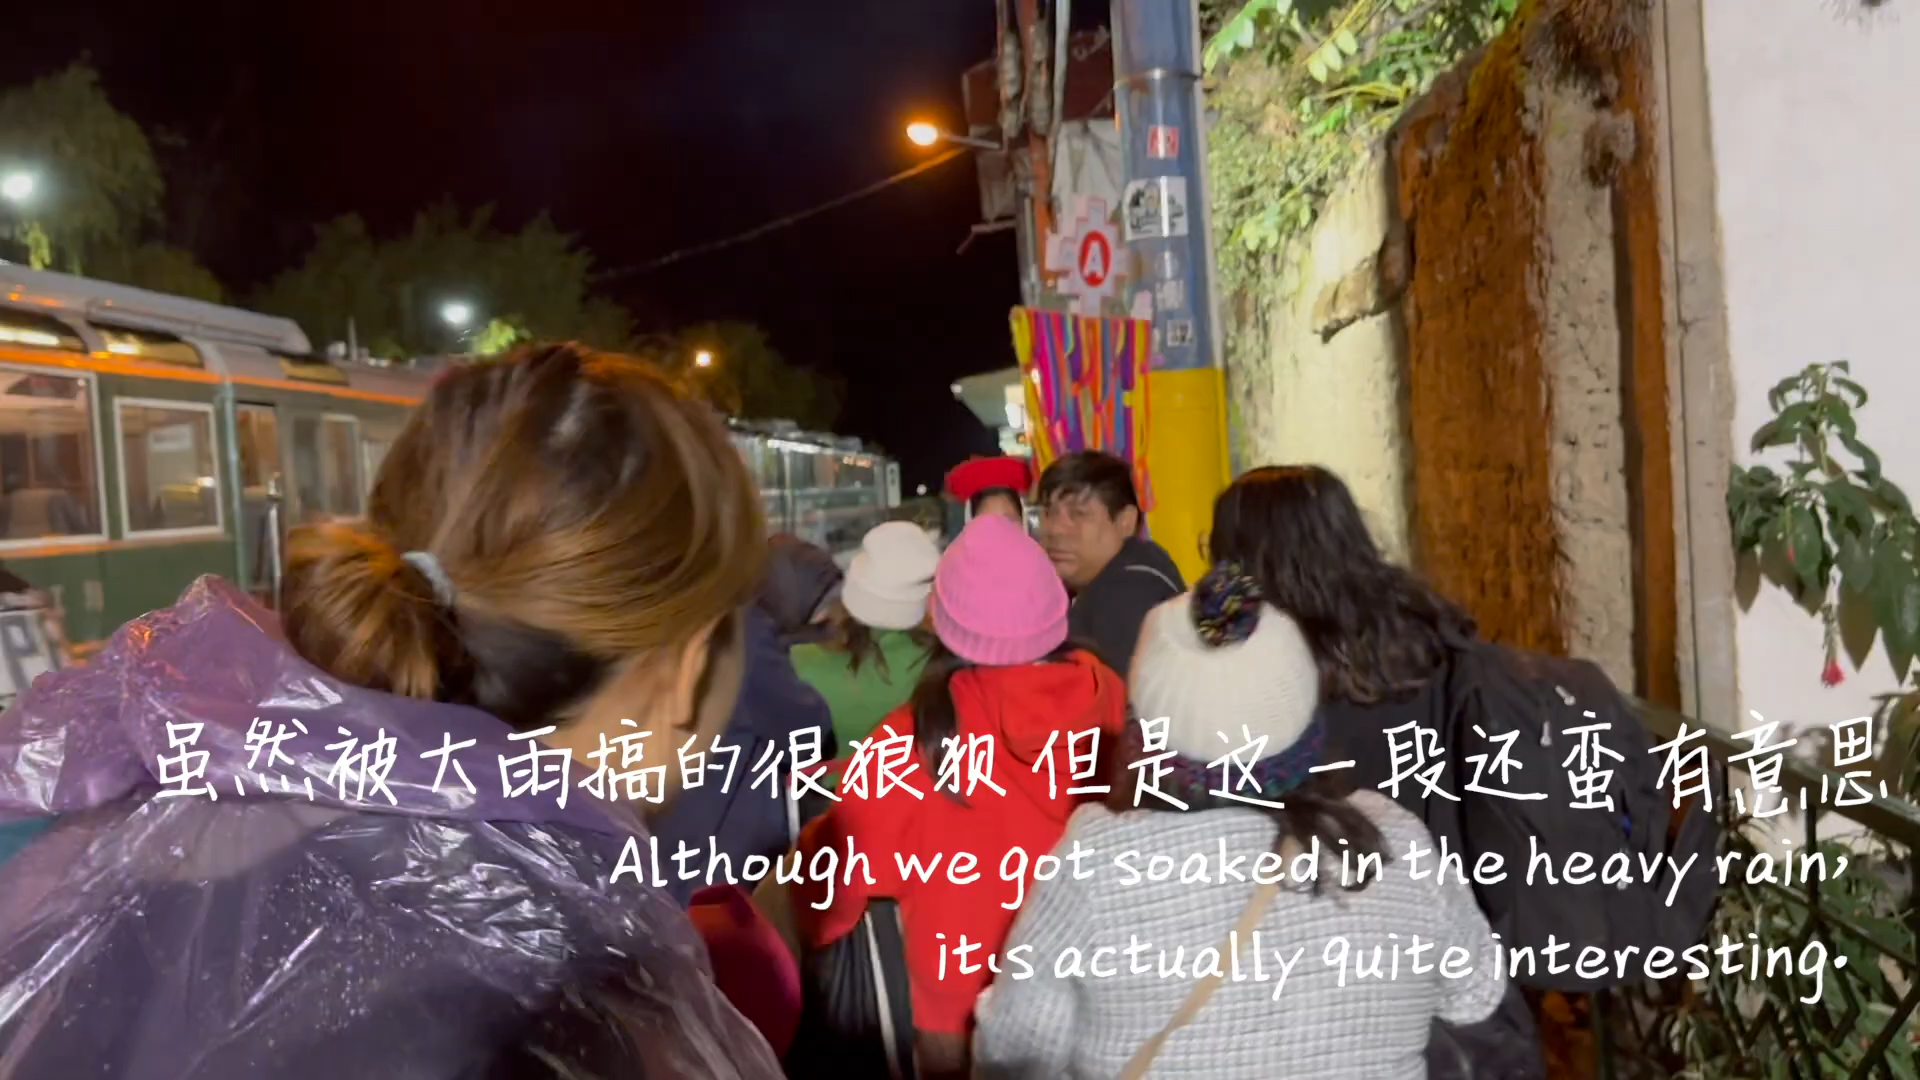 A
虽然被大雨搞的很狼狈 但是这一段还蛮有意思
Although we got soaked in the heavy rain,
it's actually quite interesting.